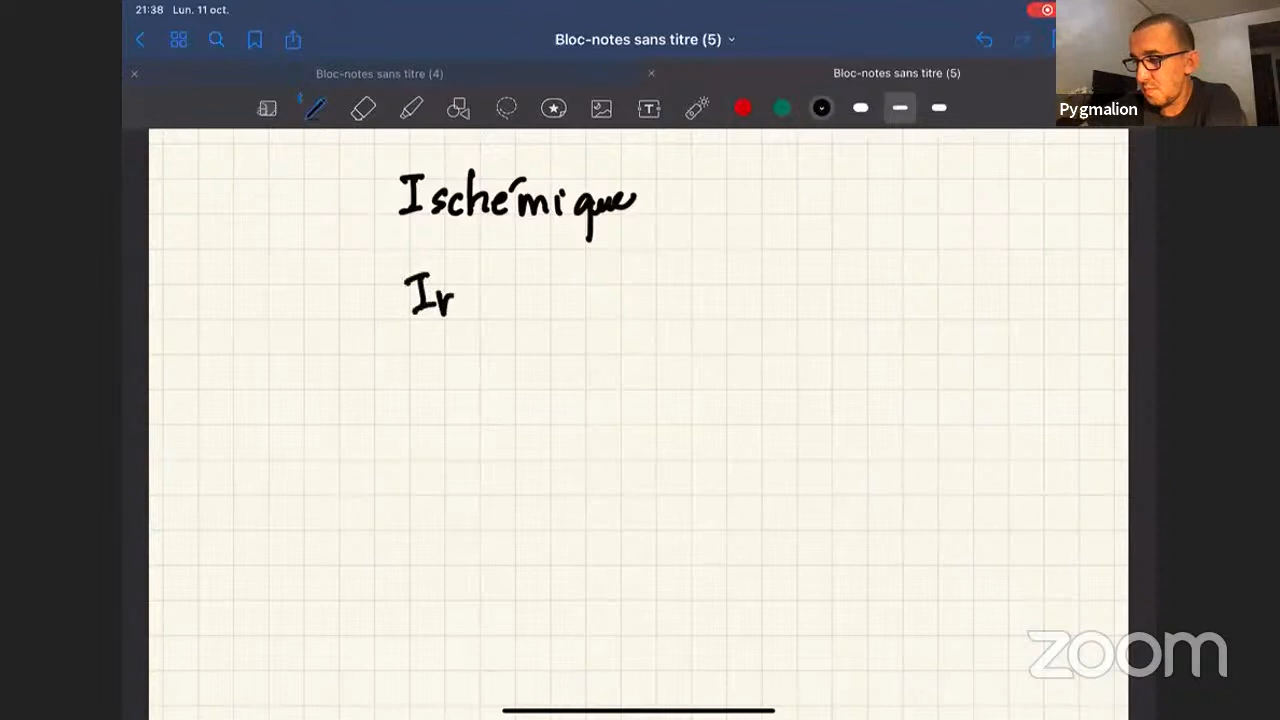 21:38 Lun. 11 oct.
Bloc-notes sans titre (5)
Bloc-notes sans titre (4)
Bloc-notes sans titre (5)
Pygmalion
Ischémique
Ir
zoom